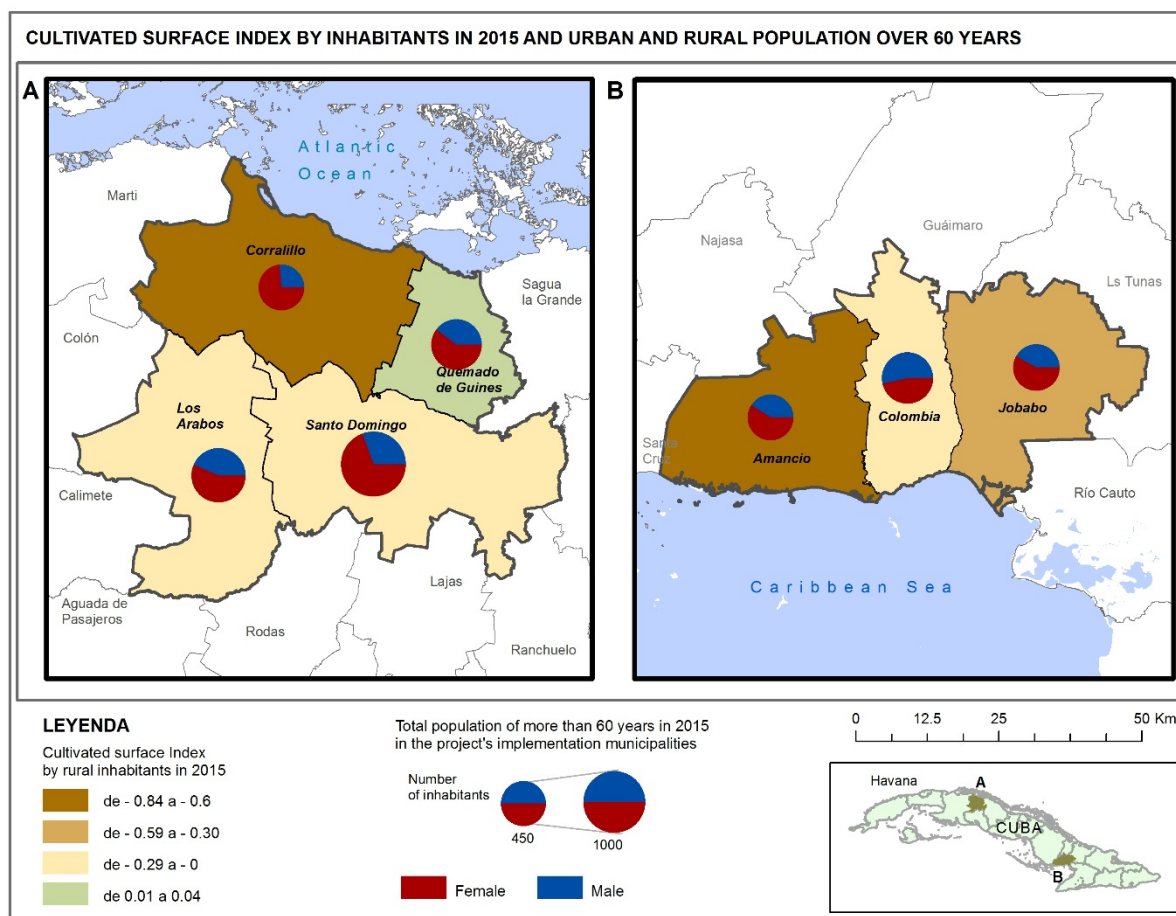 CULTIVATED SURFACE INDEX BY INHABITANTS IN 2015 AND URBAN AND RURAL POPULATION OVER 60 YEARS
A
Atlantic
Ocean
Marti
Corralillo
Sagua
la Grande
Colón
Quemado
de Guines
Los
Arabos
Santo Domingo
Calimete
Lajas
Aguada de
Pasajeros
Rodas
Ranchuelo
B
Guáimaro
Najasa
Ls Tunas
Colombia
Jobabo
Santa
Cruz
Amancio
Río Cauto
Caribbean Sea
LEYENDA
Cultivated surface Index
by rural inhabitants in 2015
de - 0.84 a - 0.6
de - 0.59 a - 0.30
de - 0.29 a - 0
de 0.01 a 0.04
Total population of more than 60 years in 2015
in the project's implementation municipalities
Number
of inhabitants
450
1000
Female
Male
0 12.5 25 50 Km
Havana
A
CUBA
B